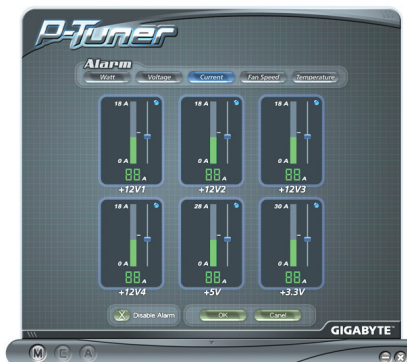 P-Tuner
Alarm
Watt Voltage Current Fan Speed Temperature
18 A 18 A 18 A
0 A 0 A 0 A
88 A 88 A 88 A
+12V1 +12V2 +12V3
18 A 28 A 30 A
0 A 0 A 0 A
88 A 88 A 88 A
+12V4 +5V +3.3V
X Disable Alarm OK Canel
GIGABYTE
M E A